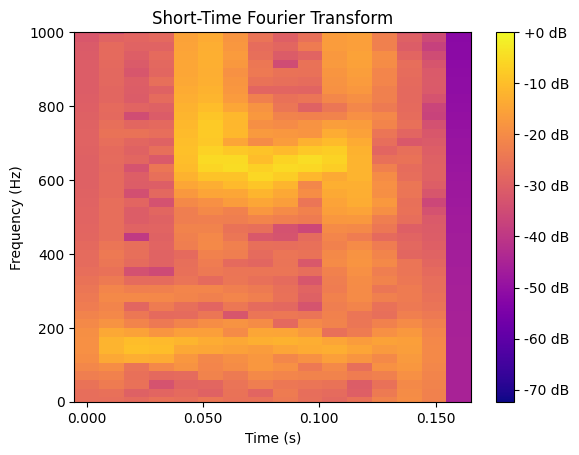 Short-Time Fourier Transform
1000
800
600
400
200
0
Frequency (Hz)
0.000
0.050
0.100
0.150
Time (s)
+0 dB
-10 dB
-20 dB
-30 dB
-40 dB
-50 dB
-60 dB
-70 dB